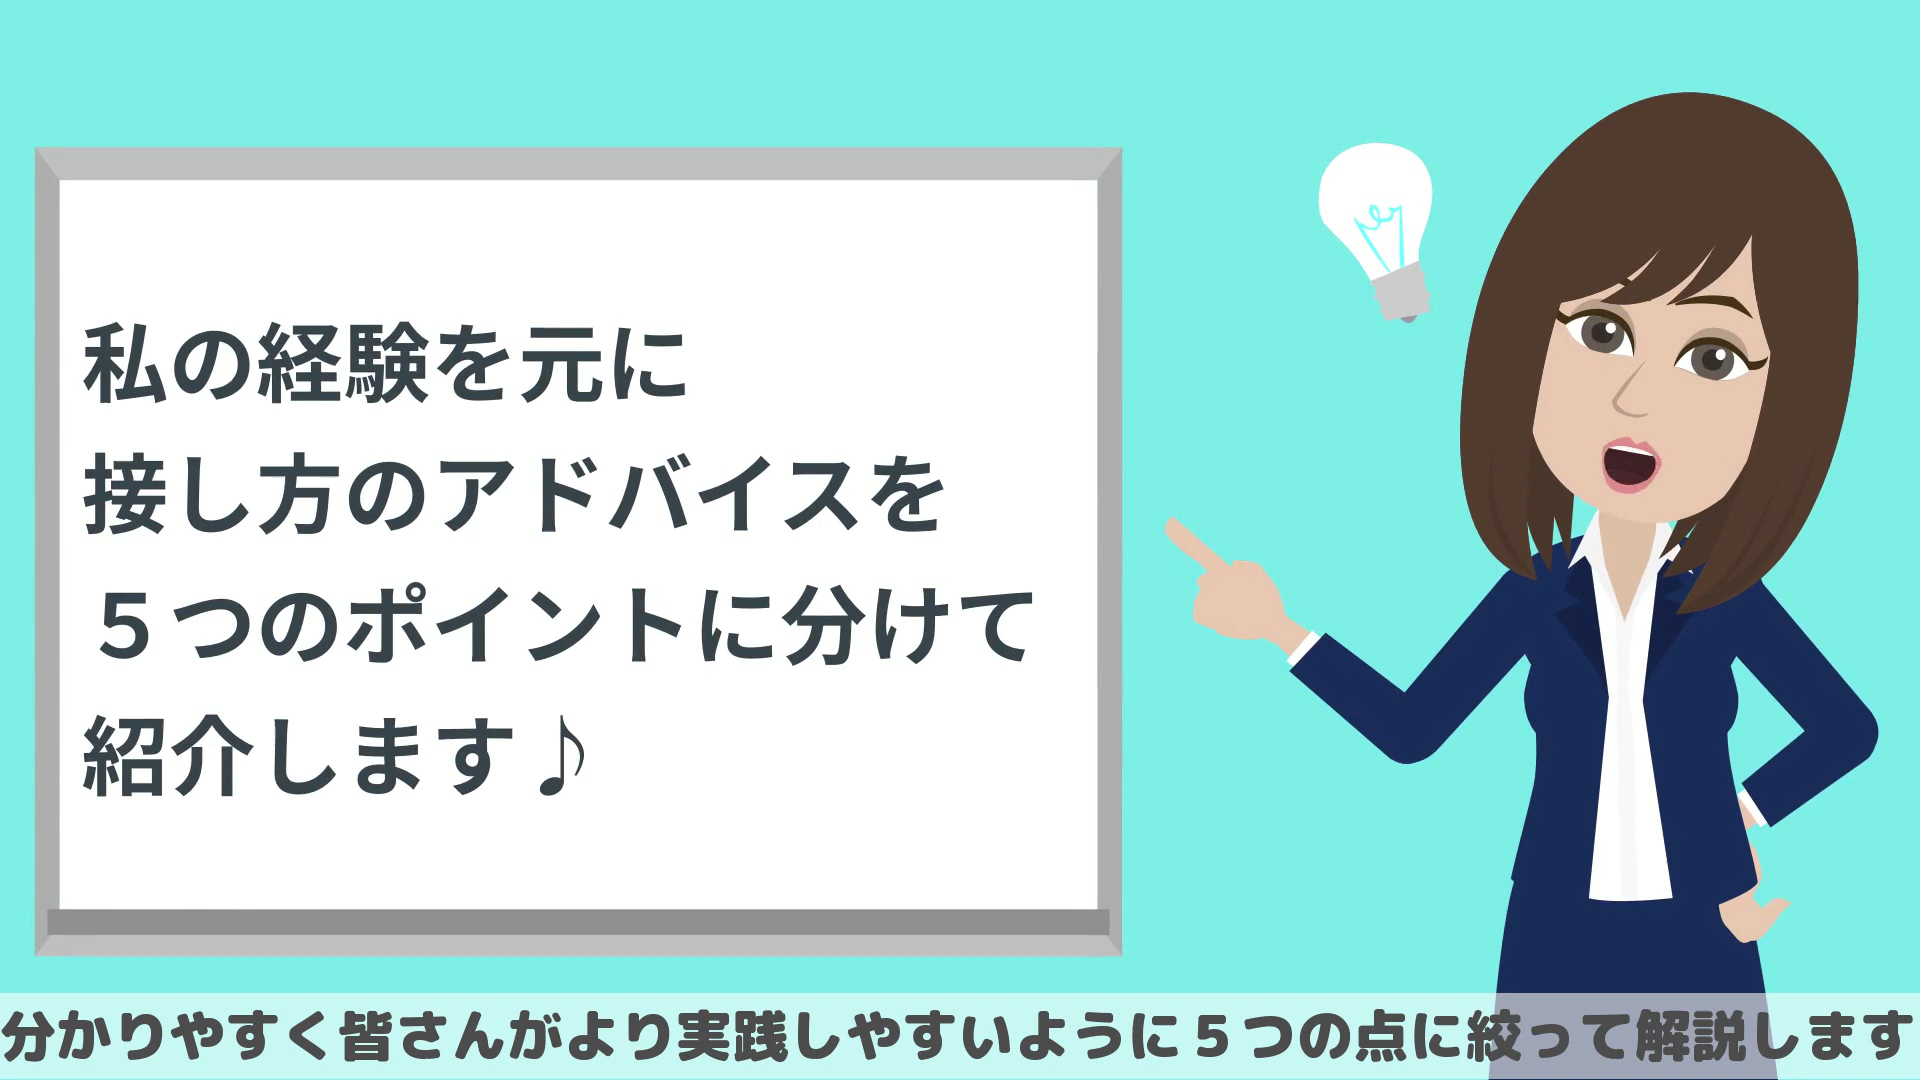 私の経験を元に
接し方のアドバイスを
５つのポイントに分けて
紹介します♪
分かりやすく皆さんがより実践しやすいように５つの点に絞って解説します